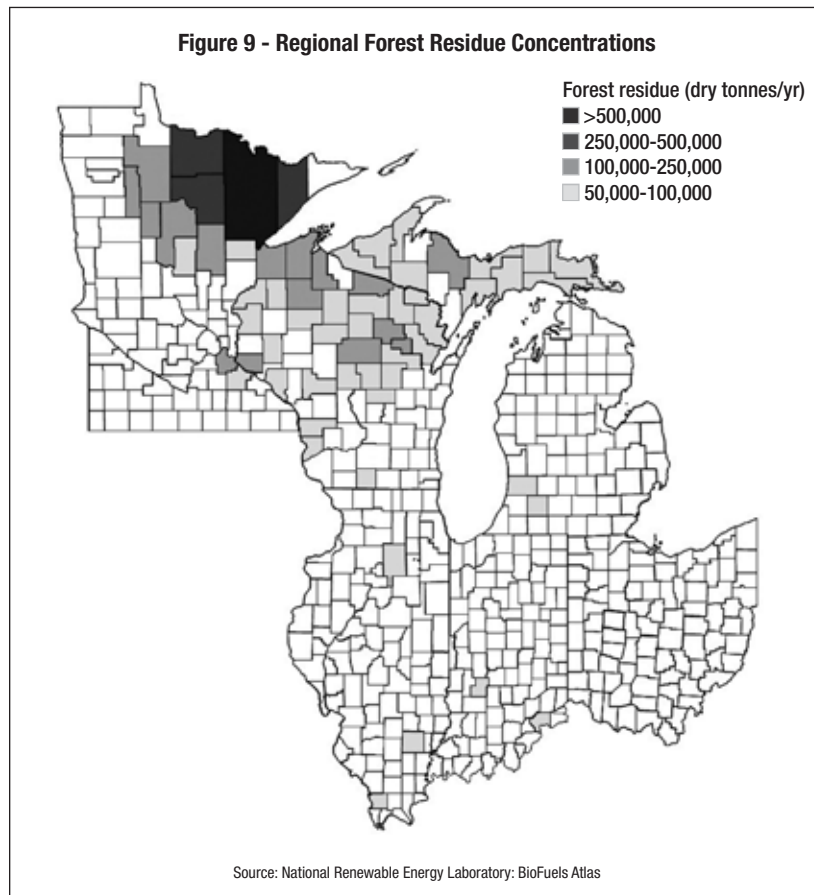 Figure 9 - Regional Forest Residue Concentrations
Forest residue (dry tonnes/yr)
>500,000
250,000-500,000
100,000-250,000
50,000-100,000
Source: National Renewable Energy Laboratory: BioFuels Atlas